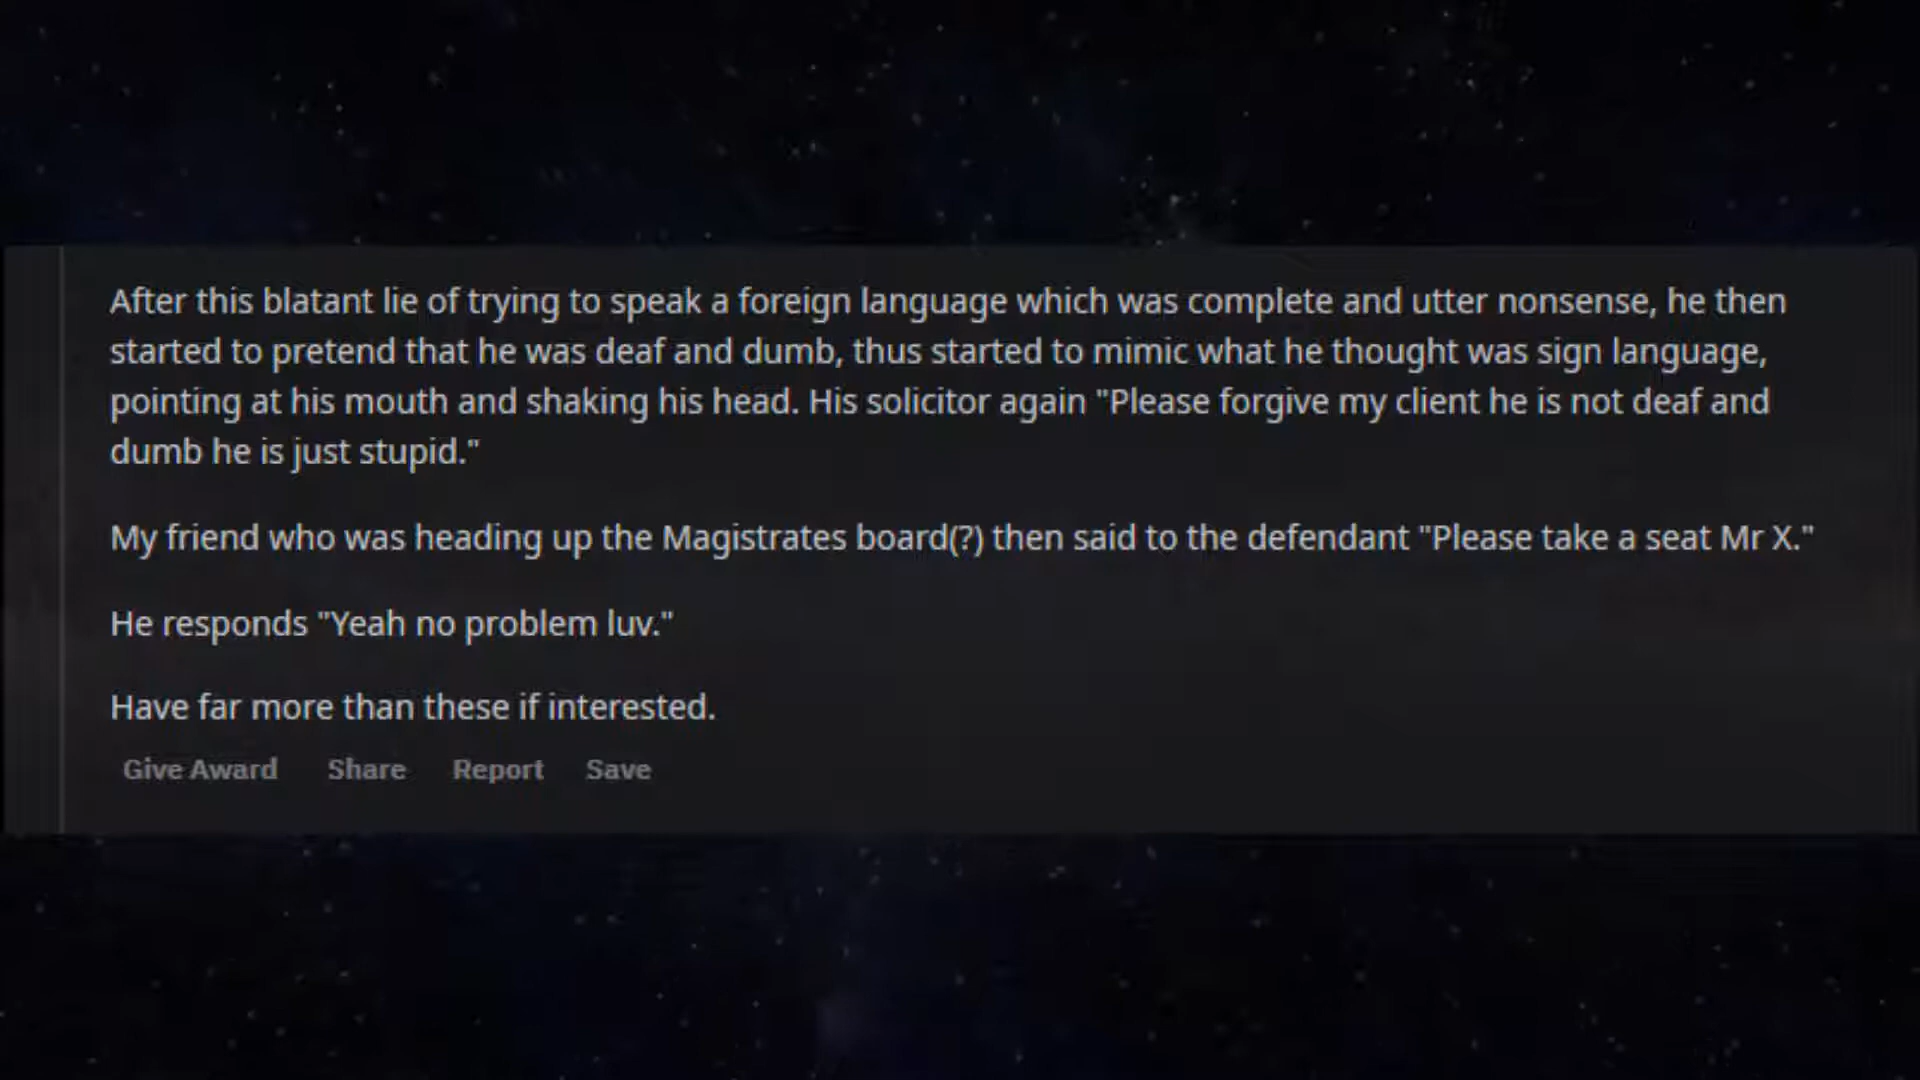 After this blatant lie of trying to speak a foreign language which was complete and utter nonsense, he then
started to pretend that he was deaf and dumb, thus started to mimic what he thought was sign language,
pointing at his mouth and shaking his head. His solicitor again "Please forgive my client he is not deaf and
dumb he is just stupid."
My friend who was heading up the Magistrates board(?) then said to the defendant "Please take a seat Mr X."
He responds "Yeah no problem luv."
Have far more than these if interested.
Give Award Share Report Save